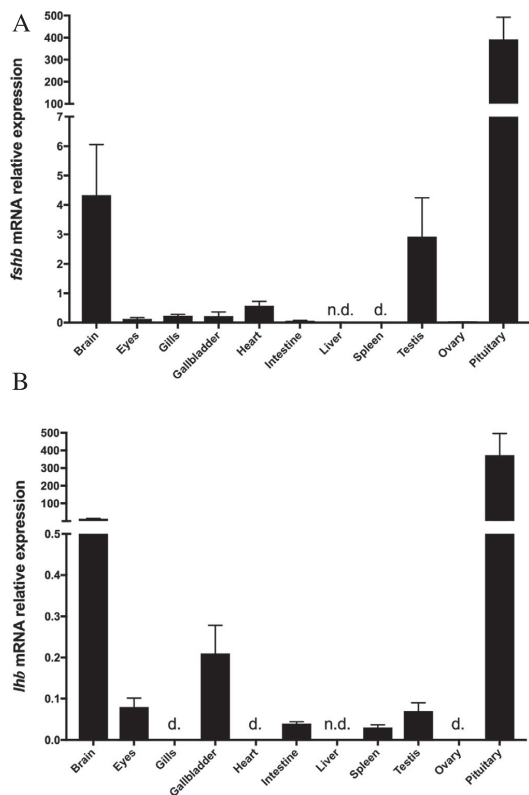 A
fshb mRNA relative expression
500
400
300
200
100
7
6
5
4
3
2
1
0
n.d.
d.
Brain
Eyes
Gills
Gallbladder
Heart
Intestine
Liver
Spleen
Testis
Ovary
Pituitary
B
lhb mRNA relative expression
500
400
300
200
100
0.5
0.4
0.3
0.2
0.1
0.0
d.
d.
n.d.
d.
Brain
Eyes
Gills
Gallbladder
Heart
Intestine
Liver
Spleen
Testis
Ovary
Pituitary